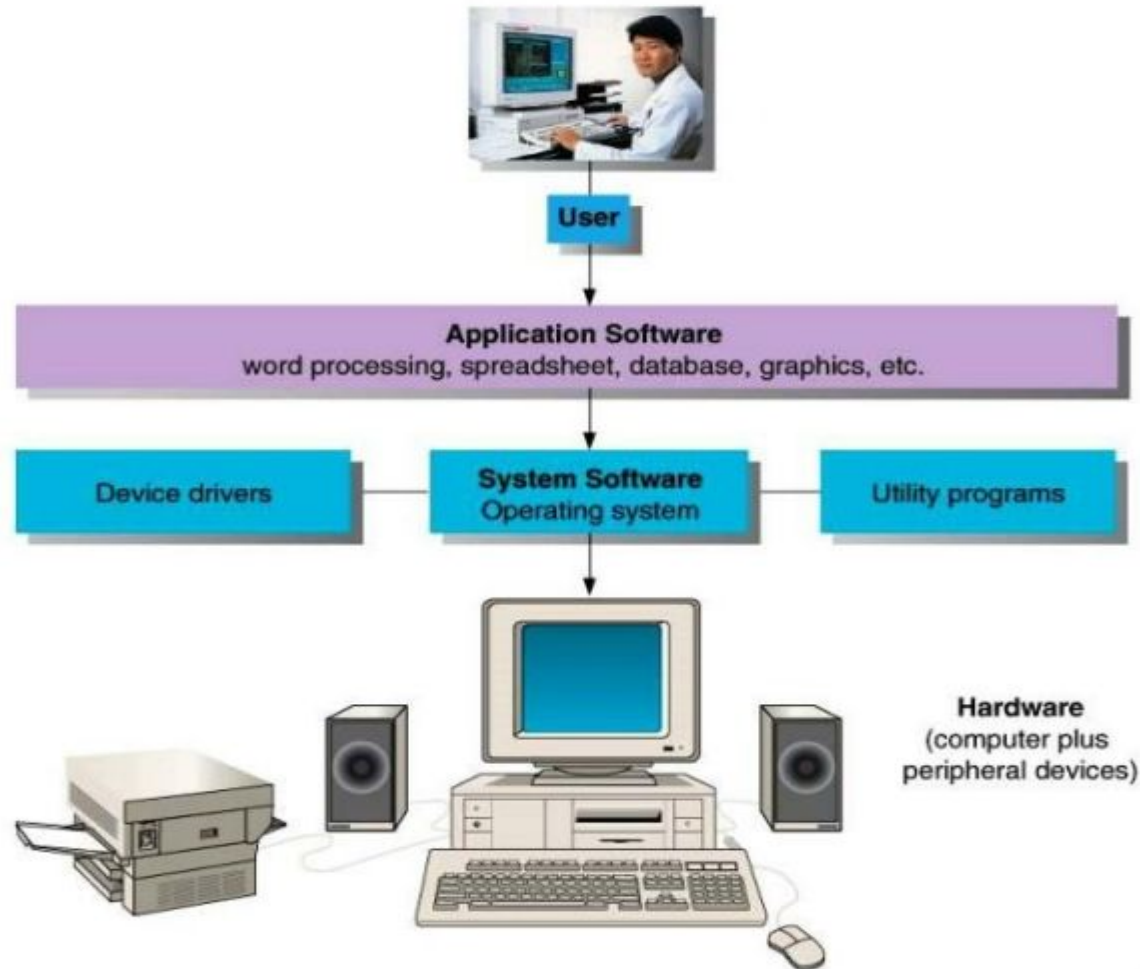 User
Application Software
word processing, spreadsheet, database, graphics, etc.
Device drivers
System Software
Operating system
Utility programs
Hardware
(computer plus
peripheral devices)